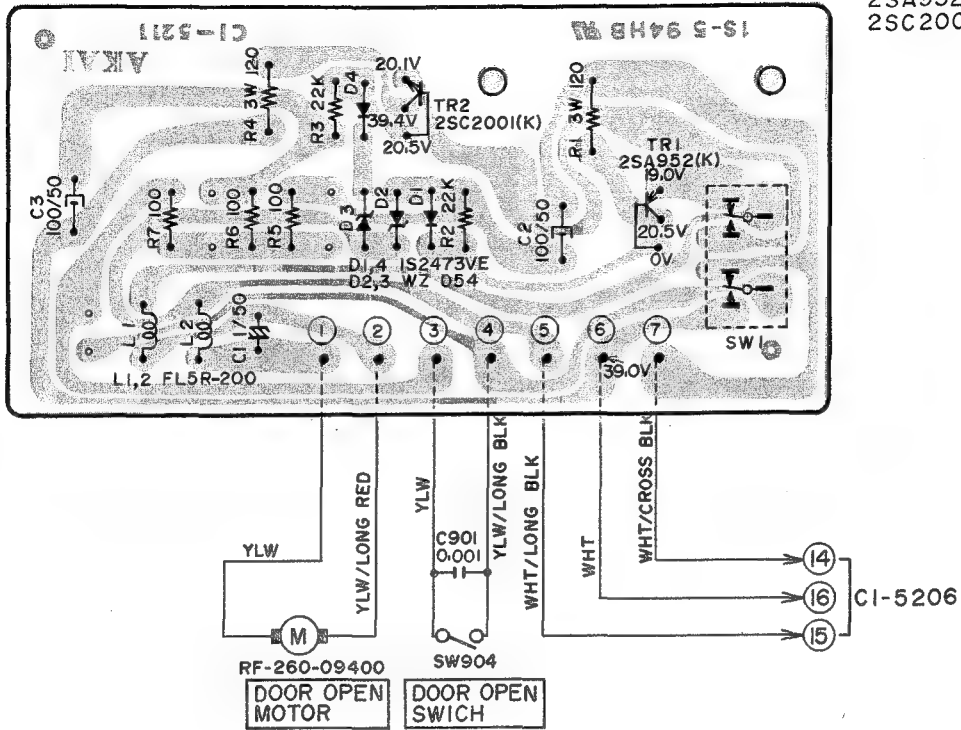 2SA952
2SC200
CI-5211
1S-5 94HB
AKAI
R4 3W 120
R3 22K
D4
20.1V
39.4V
20.5V
TR2
2SC2001(K)
R1 3W 120
TR1
2SA952(K)
19.0V
20.5V
0V
C3
100/50
R7 100
R6 100
R5 100
D3
D2
D1
R2 22K
C2
100/50
D1,4 1S2473VE
D2,3 WZ 054
SW1
L1
L2
C1 1/50
1 2 3 4 5 6 7
39.0V
L1,2 FL5R-200
YLW
YLW/LONG RED
YLW
YLW/LONG BLK
WHT/LONG BLK
WHT
WHT/CROSS BLK
C901
0.001
14
16
15
CI-5206
M
RF-260-09400
SW904
DOOR OPEN
MOTOR
DOOR OPEN
SWICH